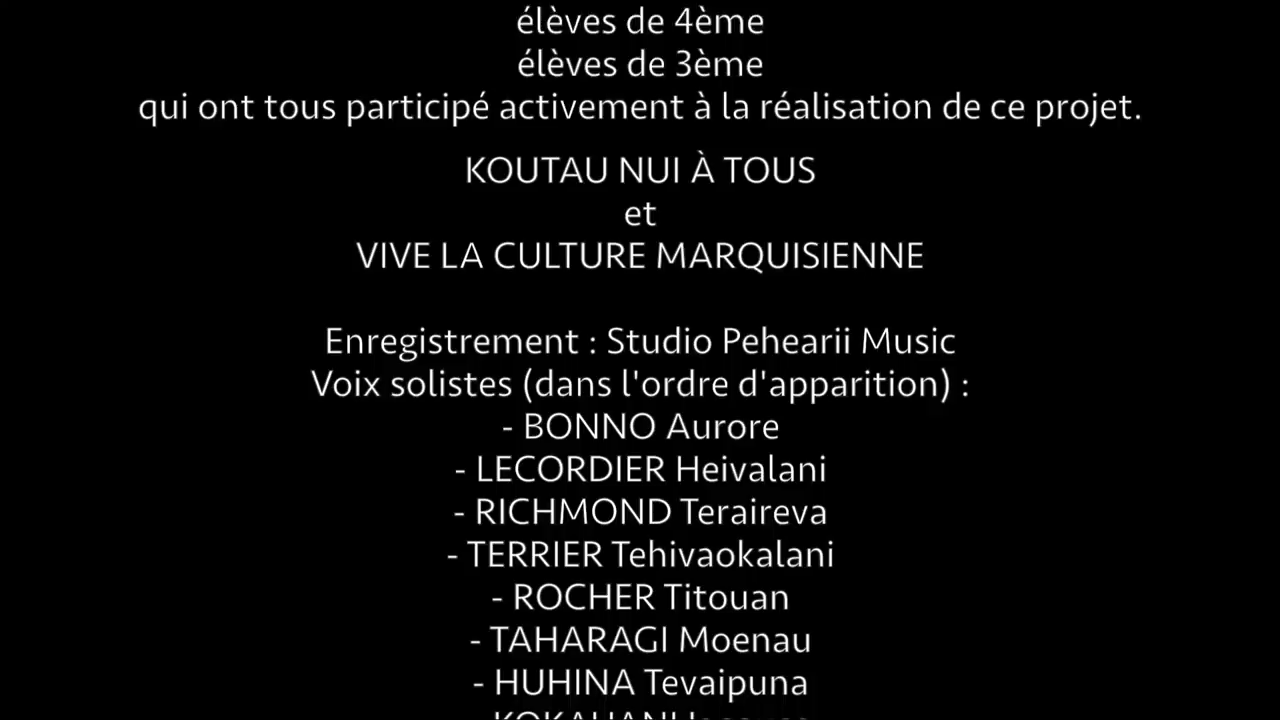 élèves de 4ème
élèves de 3ème
qui ont tous participé activement à la réalisation de ce projet.
KOUTAU NUI À TOUS
et
VIVE LA CULTURE MARQUISIENNE
Enregistrement : Studio Pehearii Music
Voix solistes (dans l'ordre d'apparition) :
- BONNO Aurore
- LECORDIER Heivalani
- RICHMOND Teraireva
- TERRIER Tehivaokalani
- ROCHER Titouan
- TAHARAGI Moenau
- HUHINA Tevaipuna